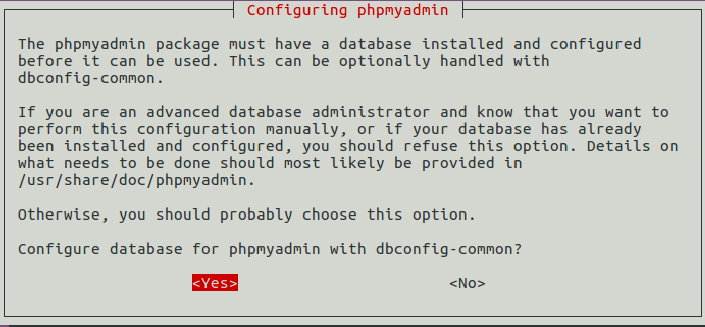 Configuring phpmyadmin
The phpmyadmin package must have a database installed and configured
before it can be used. This can be optionally handled with
dbconfig-common.
If you are an advanced database administrator and know that you want to
perform this configuration manually, or if your database has already
been installed and configured, you should refuse this option. Details on
what needs to be done should most likely be provided in
/usr/share/doc/phpmyadmin.
Otherwise, you should probably choose this option.
Configure database for phpmyadmin with dbconfig-common?
<Yes> <No>